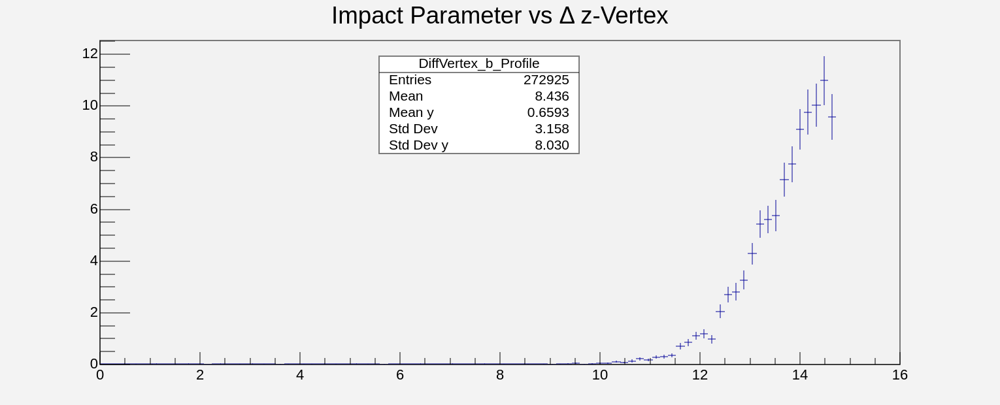 Impact Parameter vs Δ z-Vertex
DiffVertex_b_Profile
Entries 272925
Mean 8.436
Mean y 0.6593
Std Dev 3.158
Std Dev y 8.030
12
10
8
6
4
2
0
0 2 4 6 8 10 12 14 16